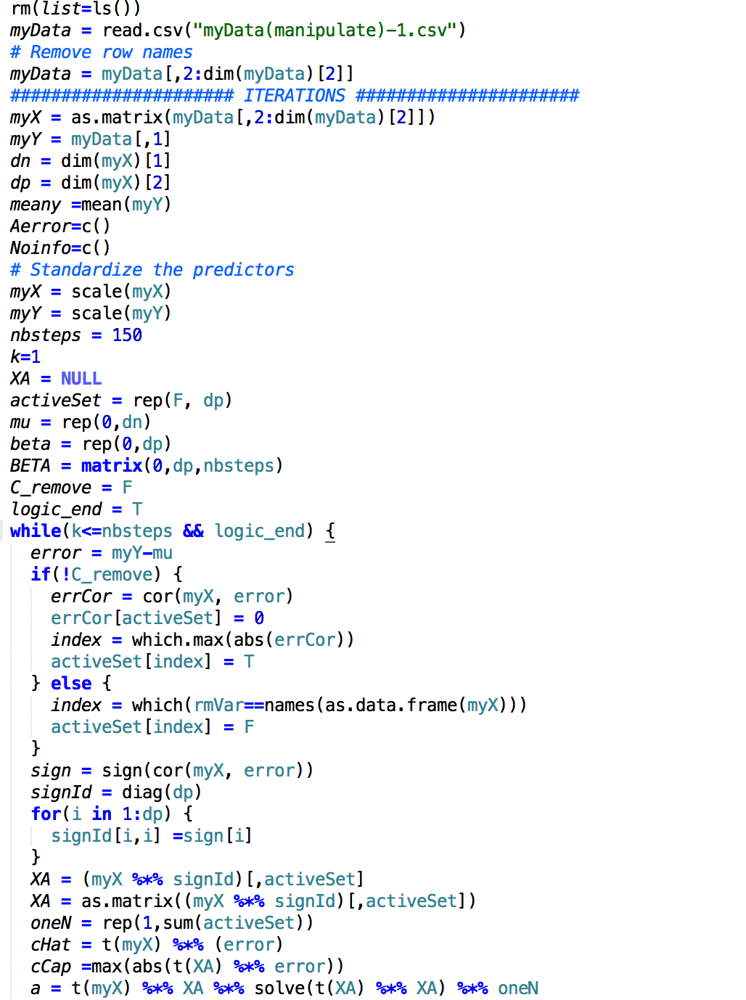 rm(list=ls())
myData = read.csv("myData(manipulate)-1.csv")
# Remove row names
myData = myData[,2:dim(myData)[2]]
###################### ITERATIONS ######################
myX = as.matrix(myData[,2:dim(myData)[2]])
myY = myData[,1]
dn = dim(myX)[1]
dp = dim(myX)[2]
meany =mean(myY)
Aerror=c()
Noinfo=c()
# Standardize the predictors
myX = scale(myX)
myY = scale(myY)
nbsteps = 150
k=1
XA = NULL
activeSet = rep(F, dp)
mu = rep(0,dn)
beta = rep(0,dp)
BETA = matrix(0,dp,nbsteps)
C_remove = F
logic_end = T
while(k<=nbsteps && logic_end) {
  error = myY-mu
  if(!C_remove) {
    errCor = cor(myX, error)
    errCor[activeSet] = 0
    index = which.max(abs(errCor))
    activeSet[index] = T
  } else {
    index = which(rmVar==names(as.data.frame(myX)))
    activeSet[index] = F
  }
  sign = sign(cor(myX, error))
  signId = diag(dp)
  for(i in 1:dp) {
    signId[i,i] =sign[i]
  }
  XA = (myX %*% signId)[,activeSet]
  XA = as.matrix((myX %*% signId)[,activeSet])
  oneN = rep(1,sum(activeSet))
  cHat = t(myX) %*% (error)
  cCap =max(abs(t(XA) %*% error))
  a = t(myX) %*% XA %*% solve(t(XA) %*% XA) %*% oneN